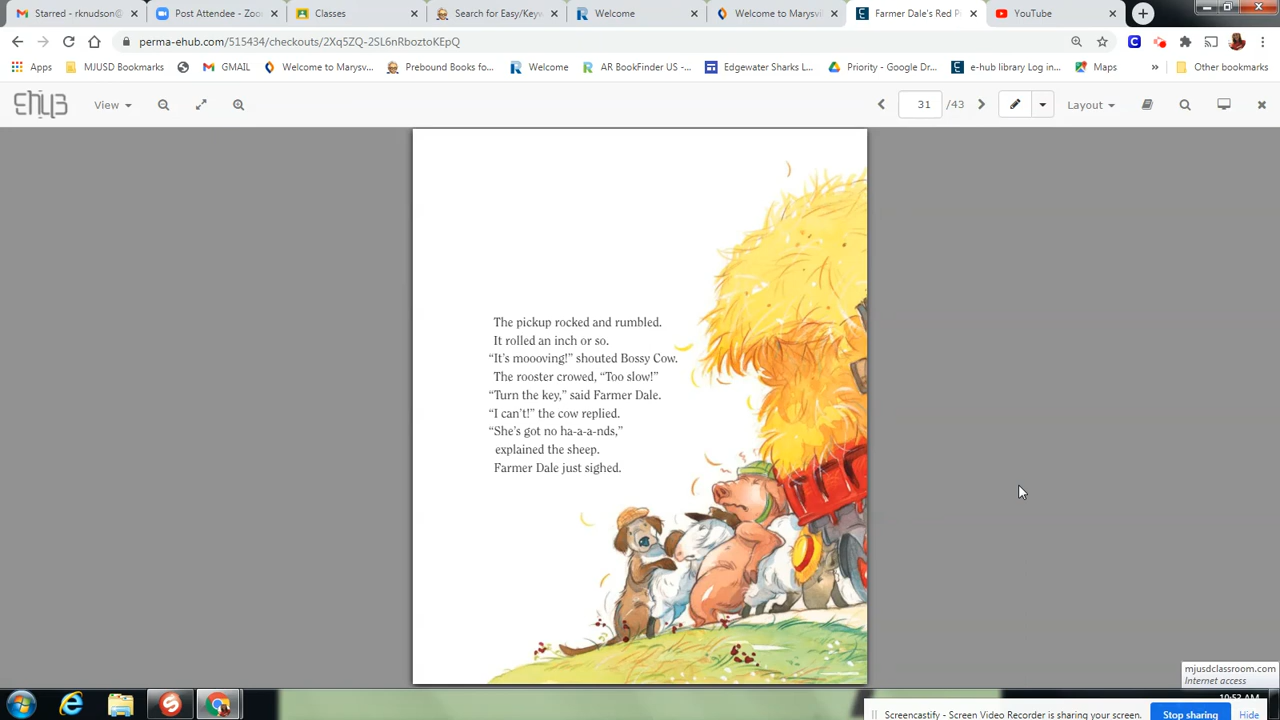 Starred - rknudson@
Post Attendee - Zoo
Classes
Search for Easy/Key
Welcome
Welcome to Marysvi
Farmer Dale's Red P
YouTube
perma-ehub.com/515434/checkouts/2Xq5ZQ-2SL6nRboztoKEpQ
Apps
MJUSD Bookmarks
GMAIL
Welcome to Marysv...
Prebound Books fo...
Welcome
AR BookFinder US -...
Edgewater Sharks L...
Priority - Google Dr...
e-hub library Log in...
Maps
»
Other bookmarks
ehub
View
31 /43
Layout
The pickup rocked and rumbled.
It rolled an inch or so.
“It’s moooving!” shouted Bossy Cow.
The rooster crowed, “Too slow!”
“Turn the key,” said Farmer Dale.
“I can’t!” the cow replied.
“She’s got no ha-a-a-nds,”
explained the sheep.
Farmer Dale just sighed.
mjusdclassroom.com
Internet access
10:53 AM
Screencastify - Screen Video Recorder is sharing your screen.
Stop sharing
Hide